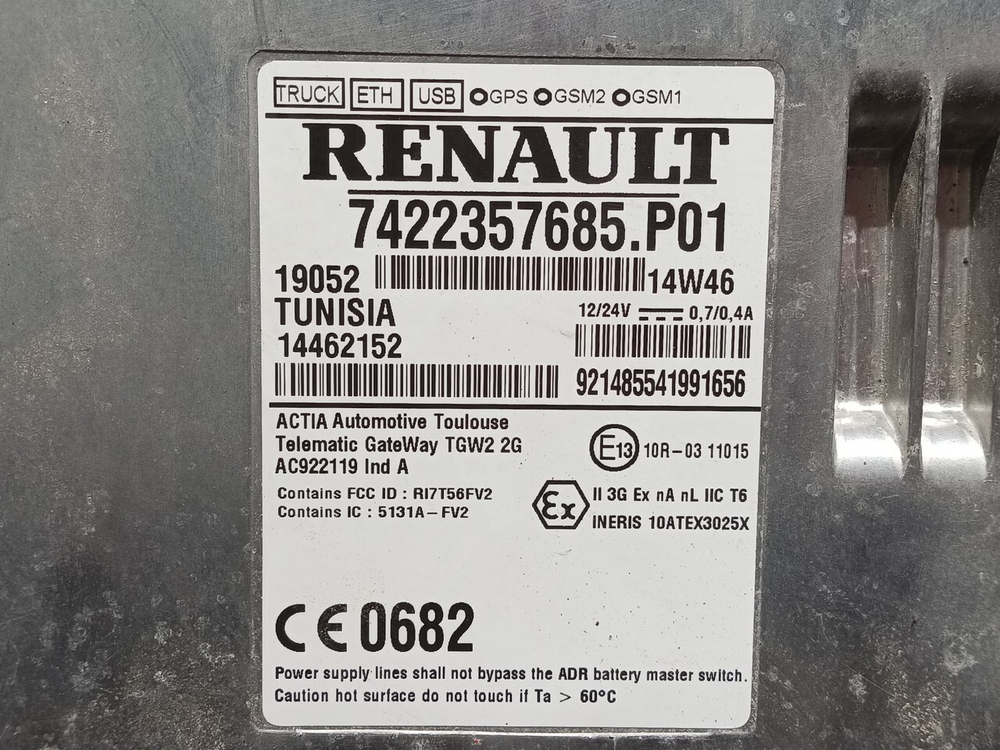 TRUCK ETH USB GPS GSM2 GSM1
RENAULT
7422357685.P01
19052 14W46
TUNISIA 12/24V 0,7/0,4A
14462152
921485541991656
ACTIA Automotive Toulouse
Telematic GateWay TGW2 2G
AC922119 Ind A
E13 10R-03 11015
Contains FCC ID : RI7T56FV2
Contains IC : 5131A-FV2
Ex II 3G Ex nA nL IIC T6
INERIS 10ATEX3025X
CE 0682
Power supply lines shall not bypass the ADR battery master switch.
Caution hot surface do not touch if Ta > 60°C